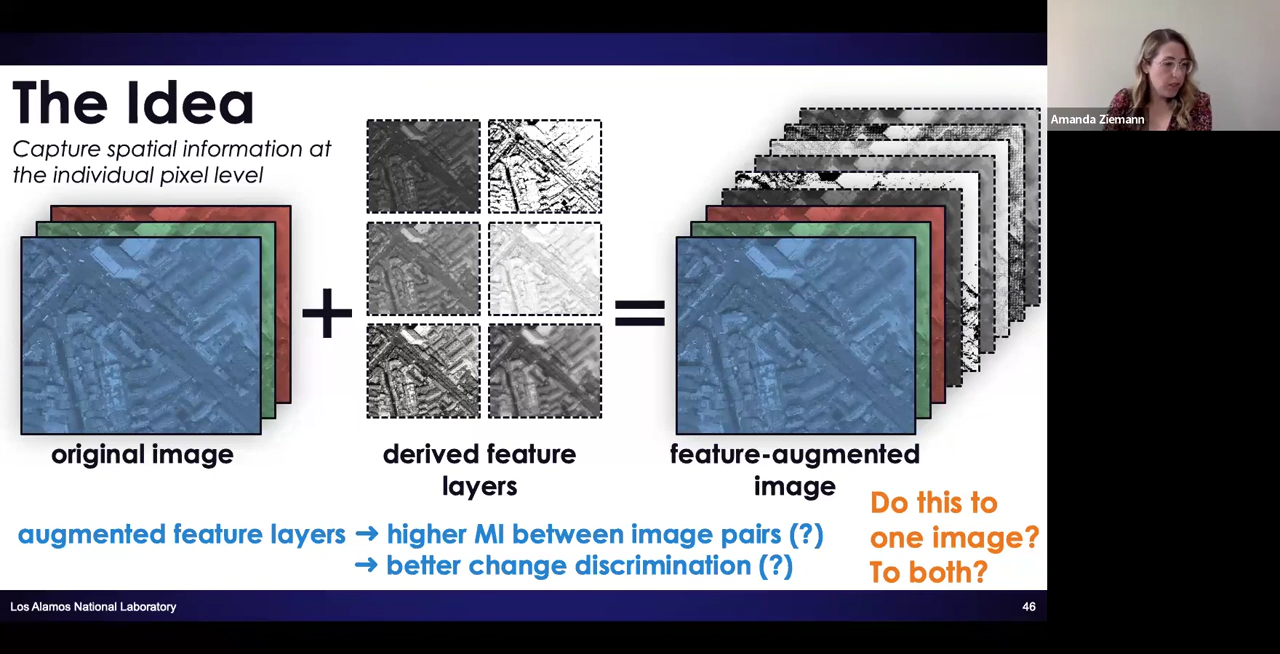 The Idea
Capture spatial information at
the individual pixel level
original image
derived feature
layers
feature-augmented
image
augmented feature layers → higher MI between image pairs (?)
→ better change discrimination (?)
Do this to
one image?
To both?
Los Alamos National Laboratory
46
Amanda Ziemann